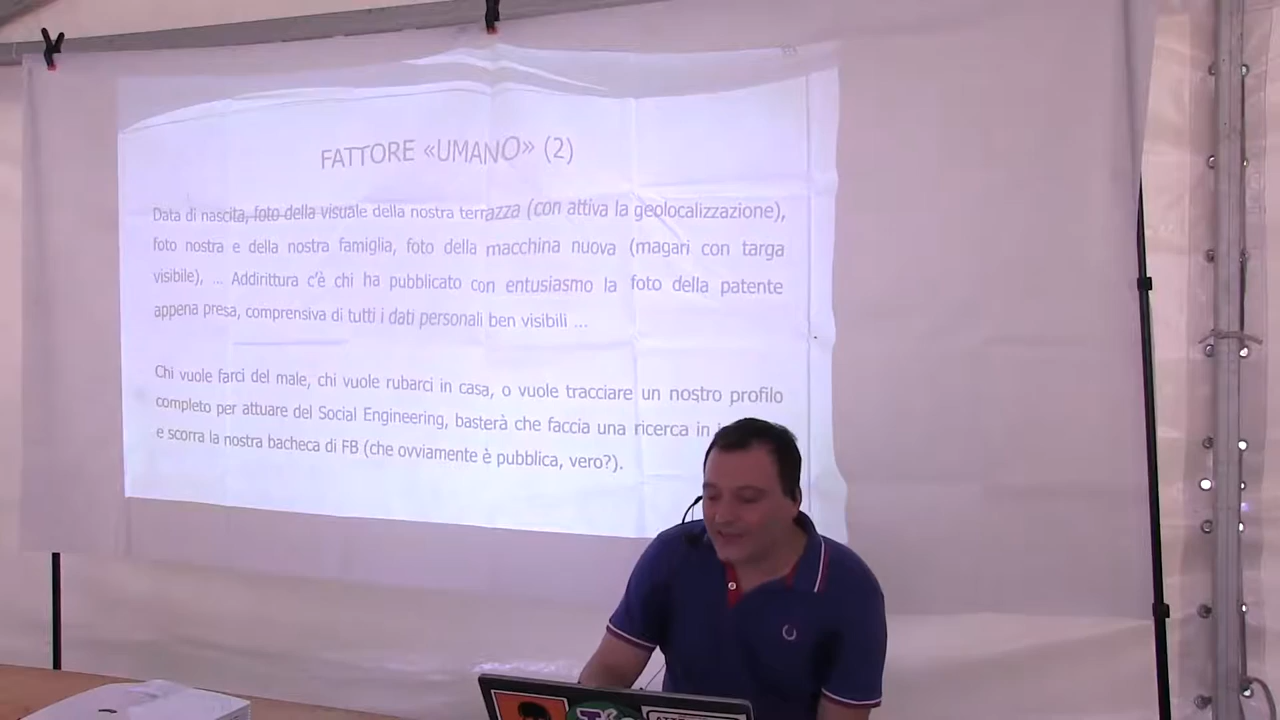 FATTORE «UMANO» (2)
Data di nascita, foto della visuale della nostra terrazza (con attiva la geolocalizzazione),
foto nostra e della nostra famiglia, foto della macchina nuova (magari con targa
visibile), ... Addirittura c'è chi ha pubblicato con entusiasmo la foto della patente
appena presa, comprensiva di tutti i dati personali ben visibili ...
Chi vuole farci del male, chi vuole rubarci in casa, o vuole tracciare un nostro profilo
completo per attuare del Social Engineering, basterà che faccia una ricerca in
e scorra la nostra bacheca di FB (che ovviamente è pubblica, vero?).